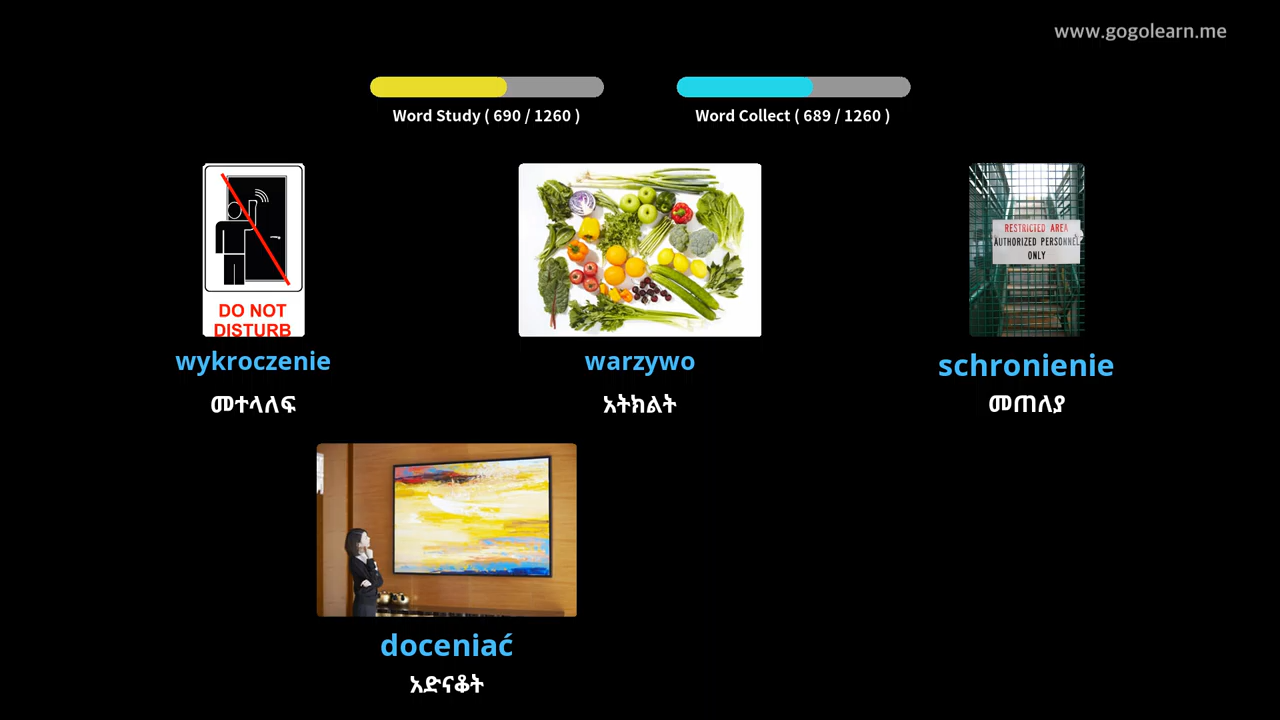 www.gogolearn.me
Word Study ( 690 / 1260 )
Word Collect ( 689 / 1260 )
DO NOT
DISTURB
RESTRICTED AREA
AUTHORIZED PERSONNEL
ONLY
wykroczenie
warzywo
schronienie
መተላለፍ
አትክልት
መጠለያ
doceniać
አድናቆት